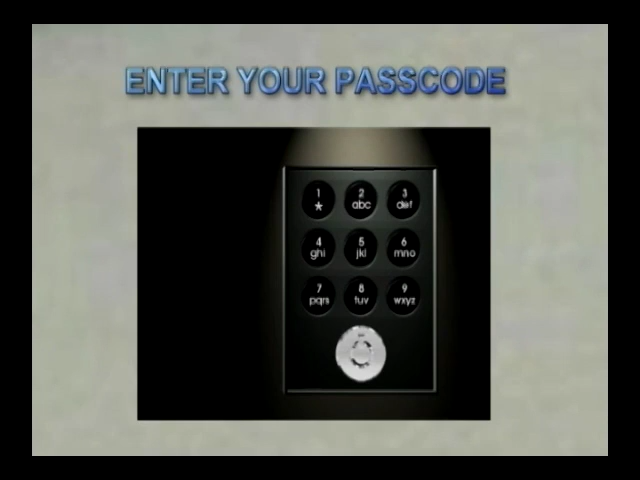 ENTER YOUR PASSCODE
1 2 3
* abc def
4 5 6
ghi jkl mno
7 8 9
pqrs tuv wxyz